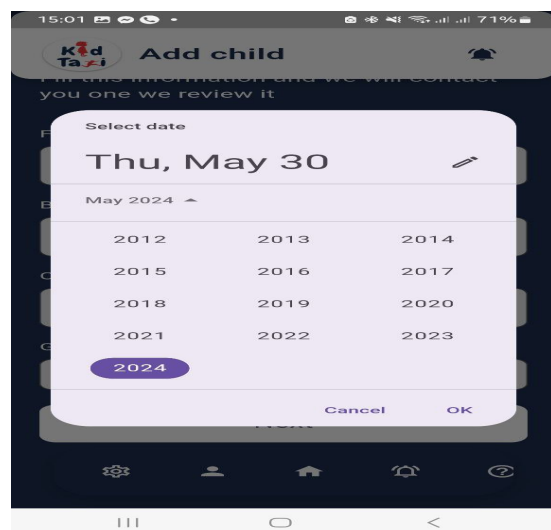 15:01
71%
Kid
Taxi
Add child
you one we review it
Select date
Thu, May 30
May 2024
2012 2013 2014
2015 2016 2017
2018 2019 2020
2021 2022 2023
2024
Cancel OK